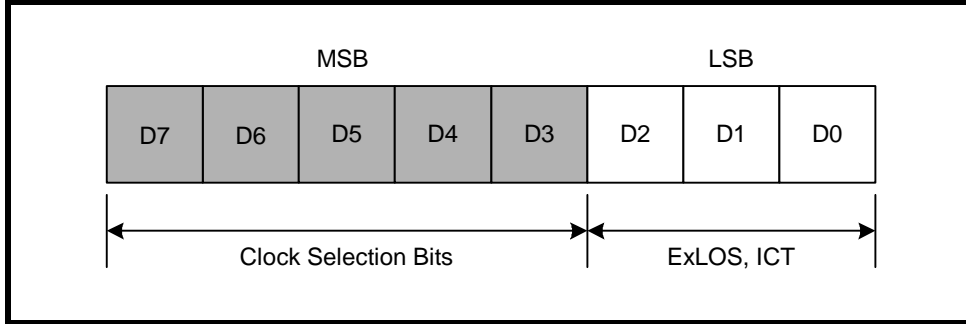 MSB LSB
D7 D6 D5 D4 D3 D2 D1 D0
Clock Selection Bits ExLOS, ICT